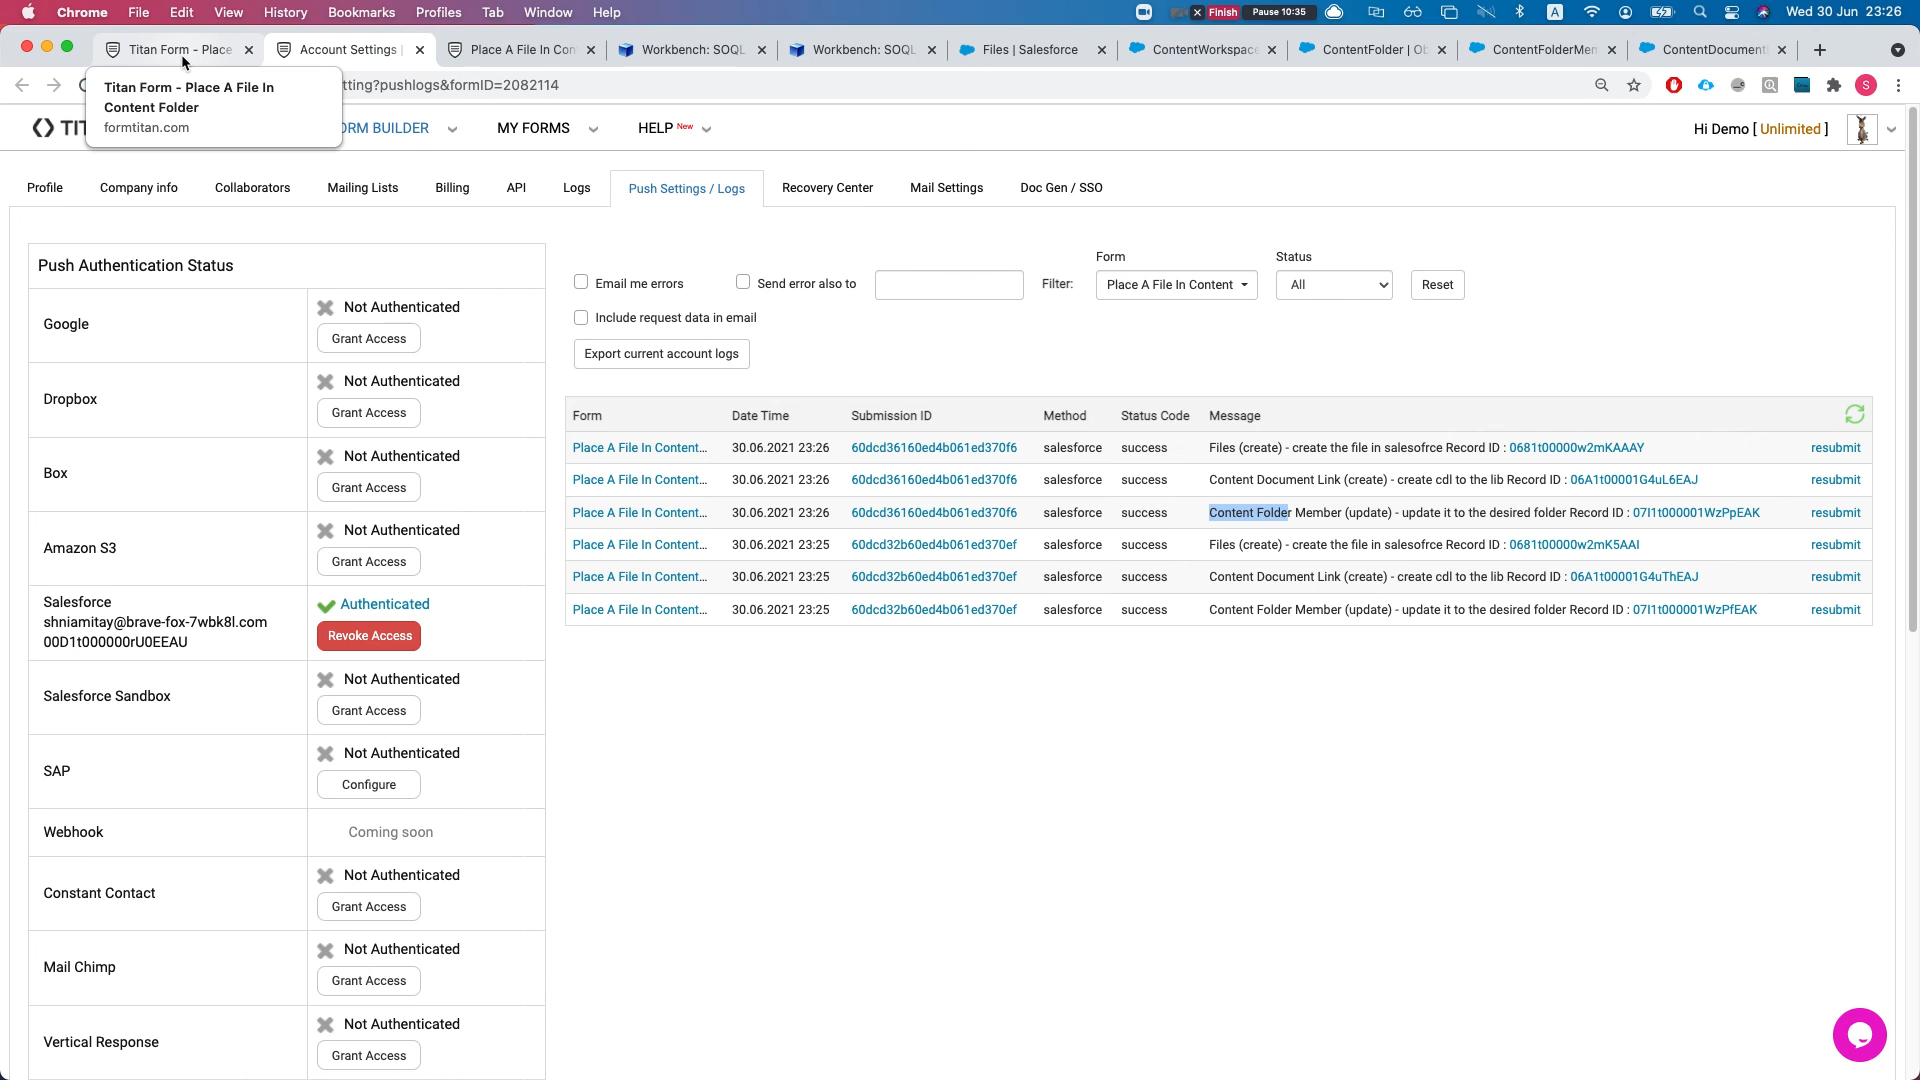 Chrome File Edit View History Bookmarks Profiles Tab Window Help Finish Pause 10:35 A Wed 30 Jun 23:26
Titan Form - Place Account Settings Place A File In Con Workbench: SOQL Workbench: SOQL Files | Salesforce ContentWorkspace ContentFolder | Ob ContentFolderMem ContentDocument
tting?pushlogs&formID=2082114 S
Titan Form - Place A File In
Content Folder
formtitan.com
TIT ORM BUILDER MY FORMS HELP New Hi Demo [ Unlimited ]
Profile Company info Collaborators Mailing Lists Billing API Logs Push Settings / Logs Recovery Center Mail Settings Doc Gen / SSO
Push Authentication Status
Google Not Authenticated
Grant Access
Dropbox Not Authenticated
Grant Access
Box Not Authenticated
Grant Access
Amazon S3 Not Authenticated
Grant Access
Salesforce
shniamitay@brave-fox-7wbk8l.com
00D1t000000rU0EEAU
Authenticated
Revoke Access
Salesforce Sandbox Not Authenticated
Grant Access
SAP Not Authenticated
Configure
Webhook Coming soon
Constant Contact Not Authenticated
Grant Access
Mail Chimp Not Authenticated
Grant Access
Vertical Response Not Authenticated
Grant Access
Form Status
Email me errors Send error also to Filter: Place A File In Content All Reset
Include request data in email
Export current account logs
Form Date Time Submission ID Method Status Code Message
Place A File In Content... 30.06.2021 23:26 60dcd36160ed4b061ed370f6 salesforce success Files (create) - create the file in salesofrce Record ID : 0681t00000w2mKAAAY resubmit
Place A File In Content... 30.06.2021 23:26 60dcd36160ed4b061ed370f6 salesforce success Content Document Link (create) - create cdl to the lib Record ID : 06A1t00001G4uL6EAJ resubmit
Place A File In Content... 30.06.2021 23:26 60dcd36160ed4b061ed370f6 salesforce success Content Folder Member (update) - update it to the desired folder Record ID : 07I1t000001WzPpEAK resubmit
Place A File In Content... 30.06.2021 23:25 60dcd32b60ed4b061ed370ef salesforce success Files (create) - create the file in salesofrce Record ID : 0681t00000w2mK5AAI resubmit
Place A File In Content... 30.06.2021 23:25 60dcd32b60ed4b061ed370ef salesforce success Content Document Link (create) - create cdl to the lib Record ID : 06A1t00001G4uThEAJ resubmit
Place A File In Content... 30.06.2021 23:25 60dcd32b60ed4b061ed370ef salesforce success Content Folder Member (update) - update it to the desired folder Record ID : 07I1t000001WzPfEAK resubmit